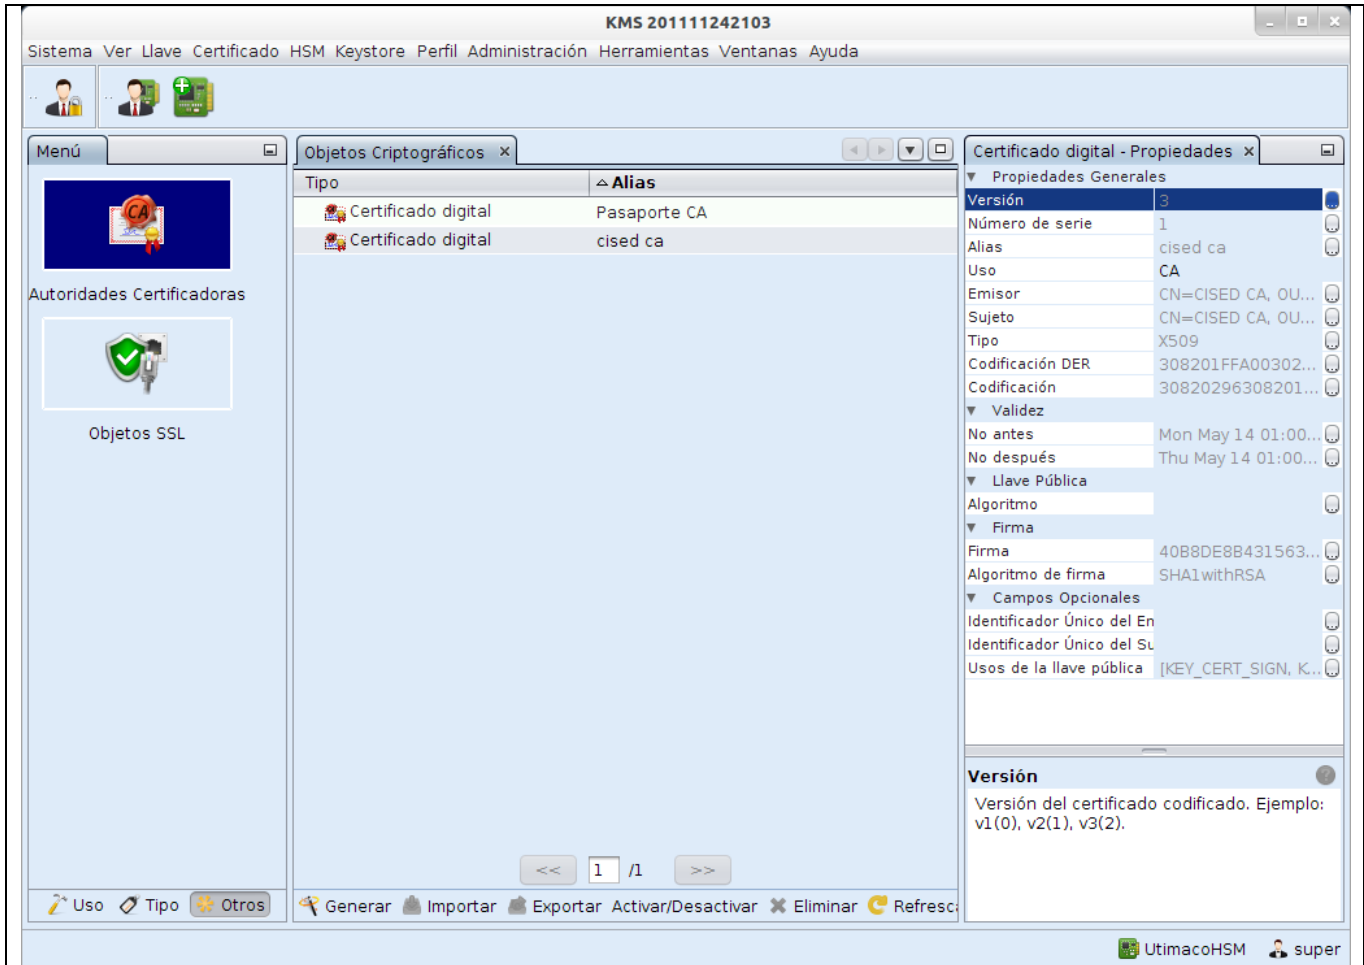 KMS 201111242103
Sistema Ver Llave Certificado HSM Keystore Perfil Administración Herramientas Ventanas Ayuda
Menú
Autoridades Certificadoras
Objetos SSL
Uso Tipo Otros
Objetos Criptográficos
Tipo Alias
Certificado digital Pasaporte CA
Certificado digital cised ca
<< 1 /1 >>
Generar Importar Exportar Activar/Desactivar Eliminar Refresca
Certificado digital - Propiedades
Propiedades Generales
Versión 3
Número de serie 1
Alias cised ca
Uso CA
Emisor CN=CISED CA, OU...
Sujeto CN=CISED CA, OU...
Tipo X509
Codificación DER 308201FFA00302...
Codificación 30820296308201...
Validez
No antes Mon May 14 01:00...
No después Thu May 14 01:00...
Llave Pública
Algoritmo
Firma
Firma 40B8DE8B431563...
Algoritmo de firma SHA1withRSA
Campos Opcionales
Identificador Único del En
Identificador Único del Su
Usos de la llave pública [KEY_CERT_SIGN, K...
Versión
Versión del certificado codificado. Ejemplo:
v1(0), v2(1), v3(2).
UtimacoHSM super